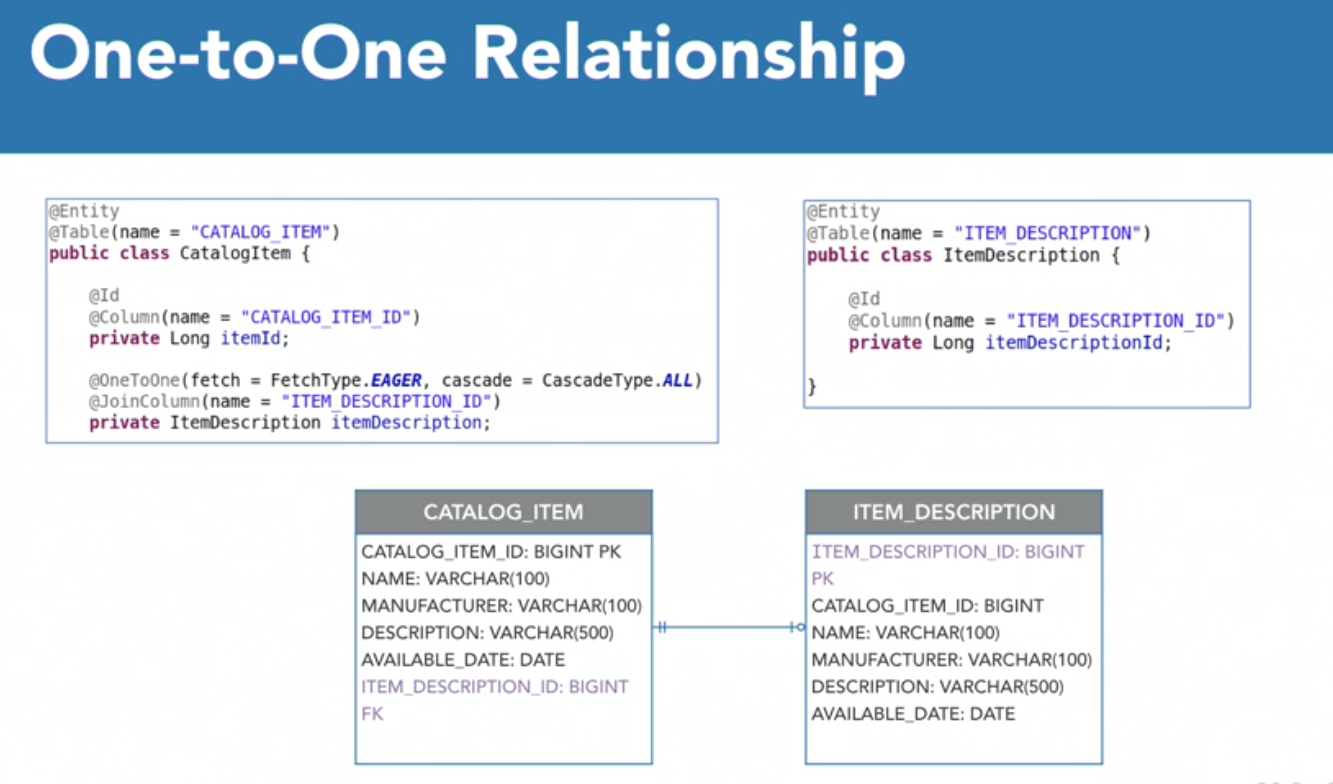 One-to-One Relationship
@Entity
@Table(name = "CATALOG_ITEM")
public class CatalogItem {
@Id
@Column(name = "CATALOG_ITEM_ID")
private Long itemId;
@OneToOne(fetch = FetchType.EAGER, cascade = CascadeType.ALL)
@JoinColumn(name = "ITEM_DESCRIPTION_ID")
private ItemDescription itemDescription;
@Entity
@Table(name = "ITEM_DESCRIPTION")
public class ItemDescription {
@Id
@Column(name = "ITEM_DESCRIPTION_ID")
private Long itemDescriptionId;
}
CATALOG_ITEM
CATALOG_ITEM_ID: BIGINT PK
NAME: VARCHAR(100)
MANUFACTURER: VARCHAR(100)
DESCRIPTION: VARCHAR(500)
AVAILABLE_DATE: DATE
ITEM_DESCRIPTION_ID: BIGINT
FK
ITEM_DESCRIPTION
ITEM_DESCRIPTION_ID: BIGINT
PK
CATALOG_ITEM_ID: BIGINT
NAME: VARCHAR(100)
MANUFACTURER: VARCHAR(100)
DESCRIPTION: VARCHAR(500)
AVAILABLE_DATE: DATE